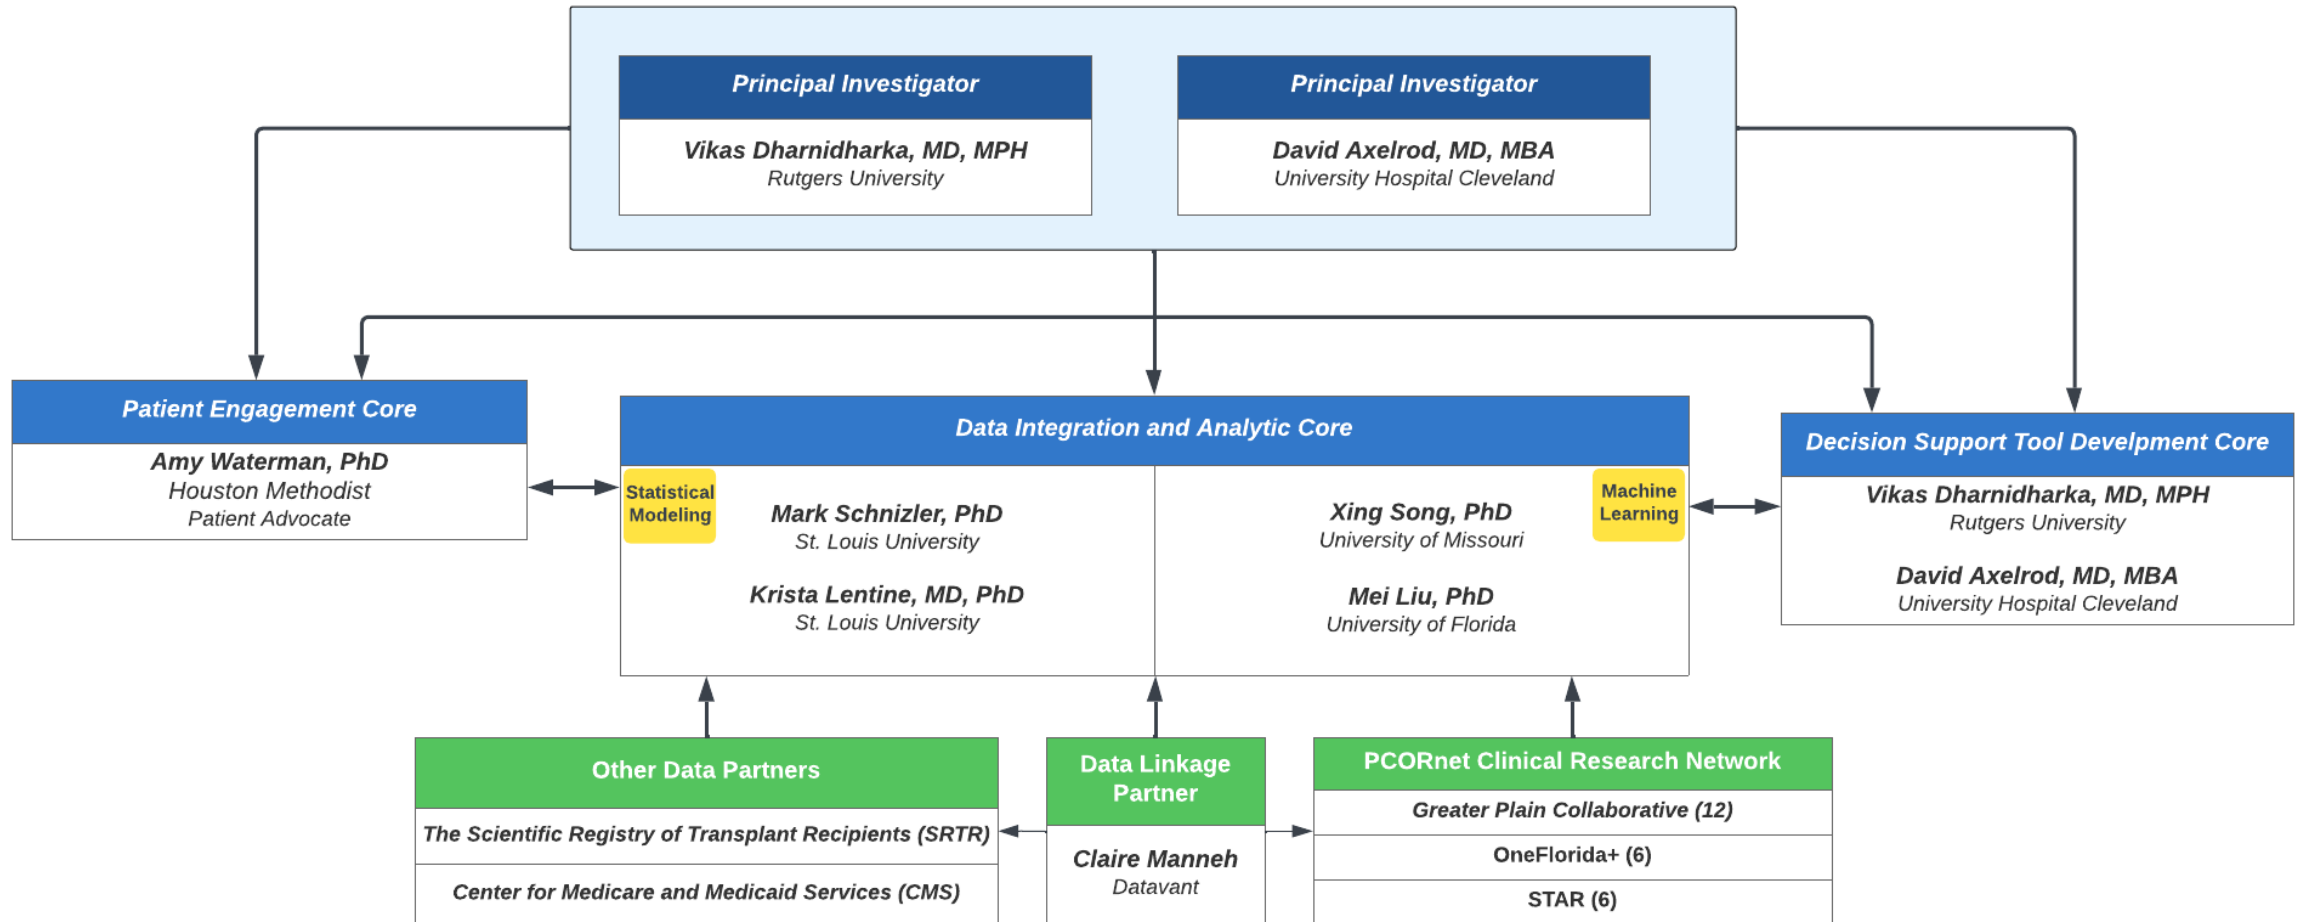 Principal Investigator
Vikas Dharnidharka, MD, MPH
Rutgers University
Principal Investigator
David Axelrod, MD, MBA
University Hospital Cleveland
Patient Engagement Core
Amy Waterman, PhD
Houston Methodist
Patient Advocate
Data Integration and Analytic Core
Statistical
Modeling
Mark Schnizler, PhD
St. Louis University
Krista Lentine, MD, PhD
St. Louis University
Xing Song, PhD
University of Missouri
Mei Liu, PhD
University of Florida
Machine
Learning
Decision Support Tool Develpment Core
Vikas Dharnidharka, MD, MPH
Rutgers University
David Axelrod, MD, MBA
University Hospital Cleveland
Other Data Partners
The Scientific Registry of Transplant Recipients (SRTR)
Center for Medicare and Medicaid Services (CMS)
Data Linkage
Partner
Claire Manneh
Datavant
PCORnet Clinical Research Network
Greater Plain Collaborative (12)
OneFlorida+ (6)
STAR (6)